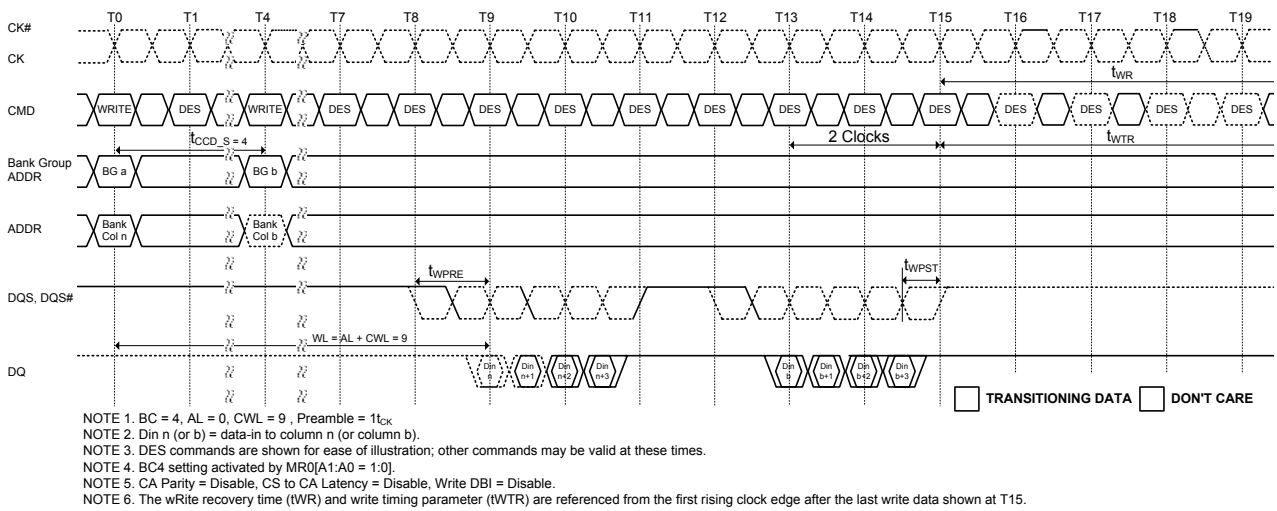 T0 T1 T4 T7 T8 T9 T10 T11 T12 T13 T14 T15 T16 T17 T18 T19
CK#
CK
tWR
CMD WRITE DES WRITE DES DES DES DES DES DES DES DES DES DES DES DES DES
tCCD_S = 4
2 Clocks
tWTR
Bank Group
ADDR
BG a BG b
ADDR
Bank
Col n
Bank
Col b
tWPRE
tWPST
DQS, DQS#
WL = AL + CWL = 9
DQ
Din
n
Din
n+1
Din
n+2
Din
n+3
Din
b
Din
b+1
Din
b+2
Din
b+3
TRANSITIONING DATA DON'T CARE
NOTE 1. BC = 4, AL = 0, CWL = 9 , Preamble = 1tCK
NOTE 2. Din n (or b) = data-in to column n (or column b).
NOTE 3. DES commands are shown for ease of illustration; other commands may be valid at these times.
NOTE 4. BC4 setting activated by MR0[A1:A0 = 1:0].
NOTE 5. CA Parity = Disable, CS to CA Latency = Disable, Write DBI = Disable.
NOTE 6. The wRite recovery time (tWR) and write timing parameter (tWTR) are referenced from the first rising clock edge after the last write data shown at T15.